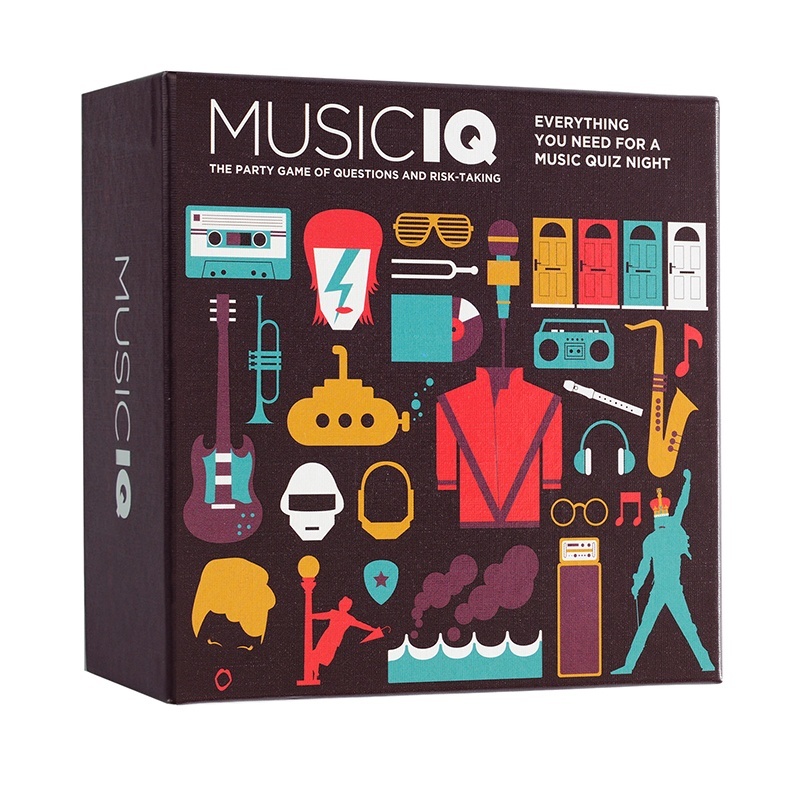 MUSICIQ
THE PARTY GAME OF QUESTIONS AND RISK-TAKING
EVERYTHING
YOU NEED FOR A
MUSIC QUIZ NIGHT
MUSICIQ